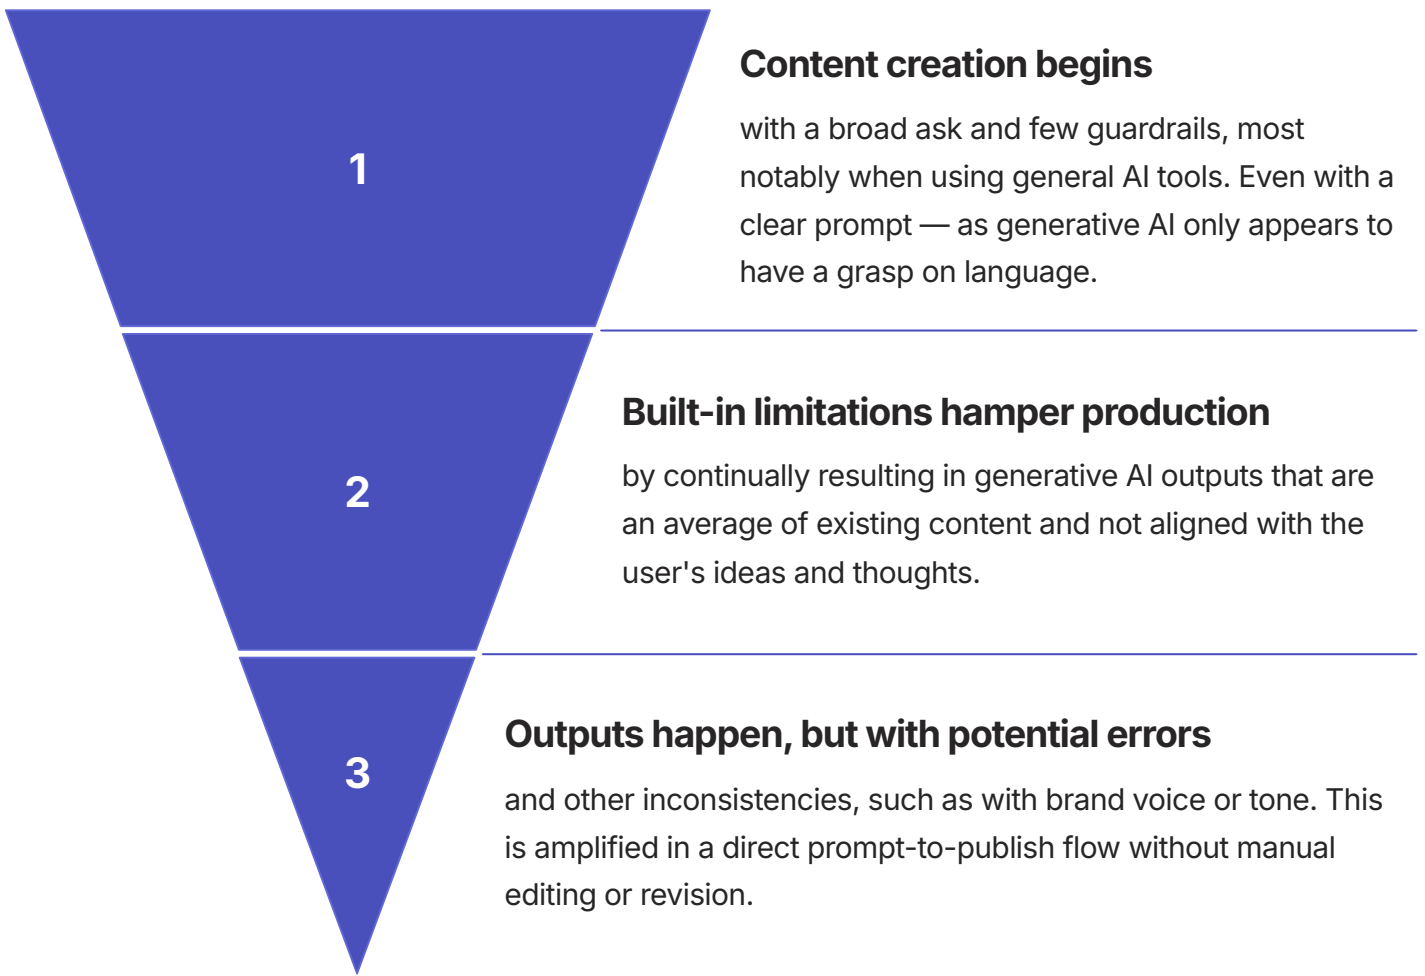 1
Content creation begins
with a broad ask and few guardrails, most
notably when using general AI tools. Even with a
clear prompt — as generative AI only appears to
have a grasp on language.
2
Built-in limitations hamper production
by continually resulting in generative AI outputs that are
an average of existing content and not aligned with the
user's ideas and thoughts.
3
Outputs happen, but with potential errors
and other inconsistencies, such as with brand voice or tone. This
is amplified in a direct prompt-to-publish flow without manual
editing or revision.